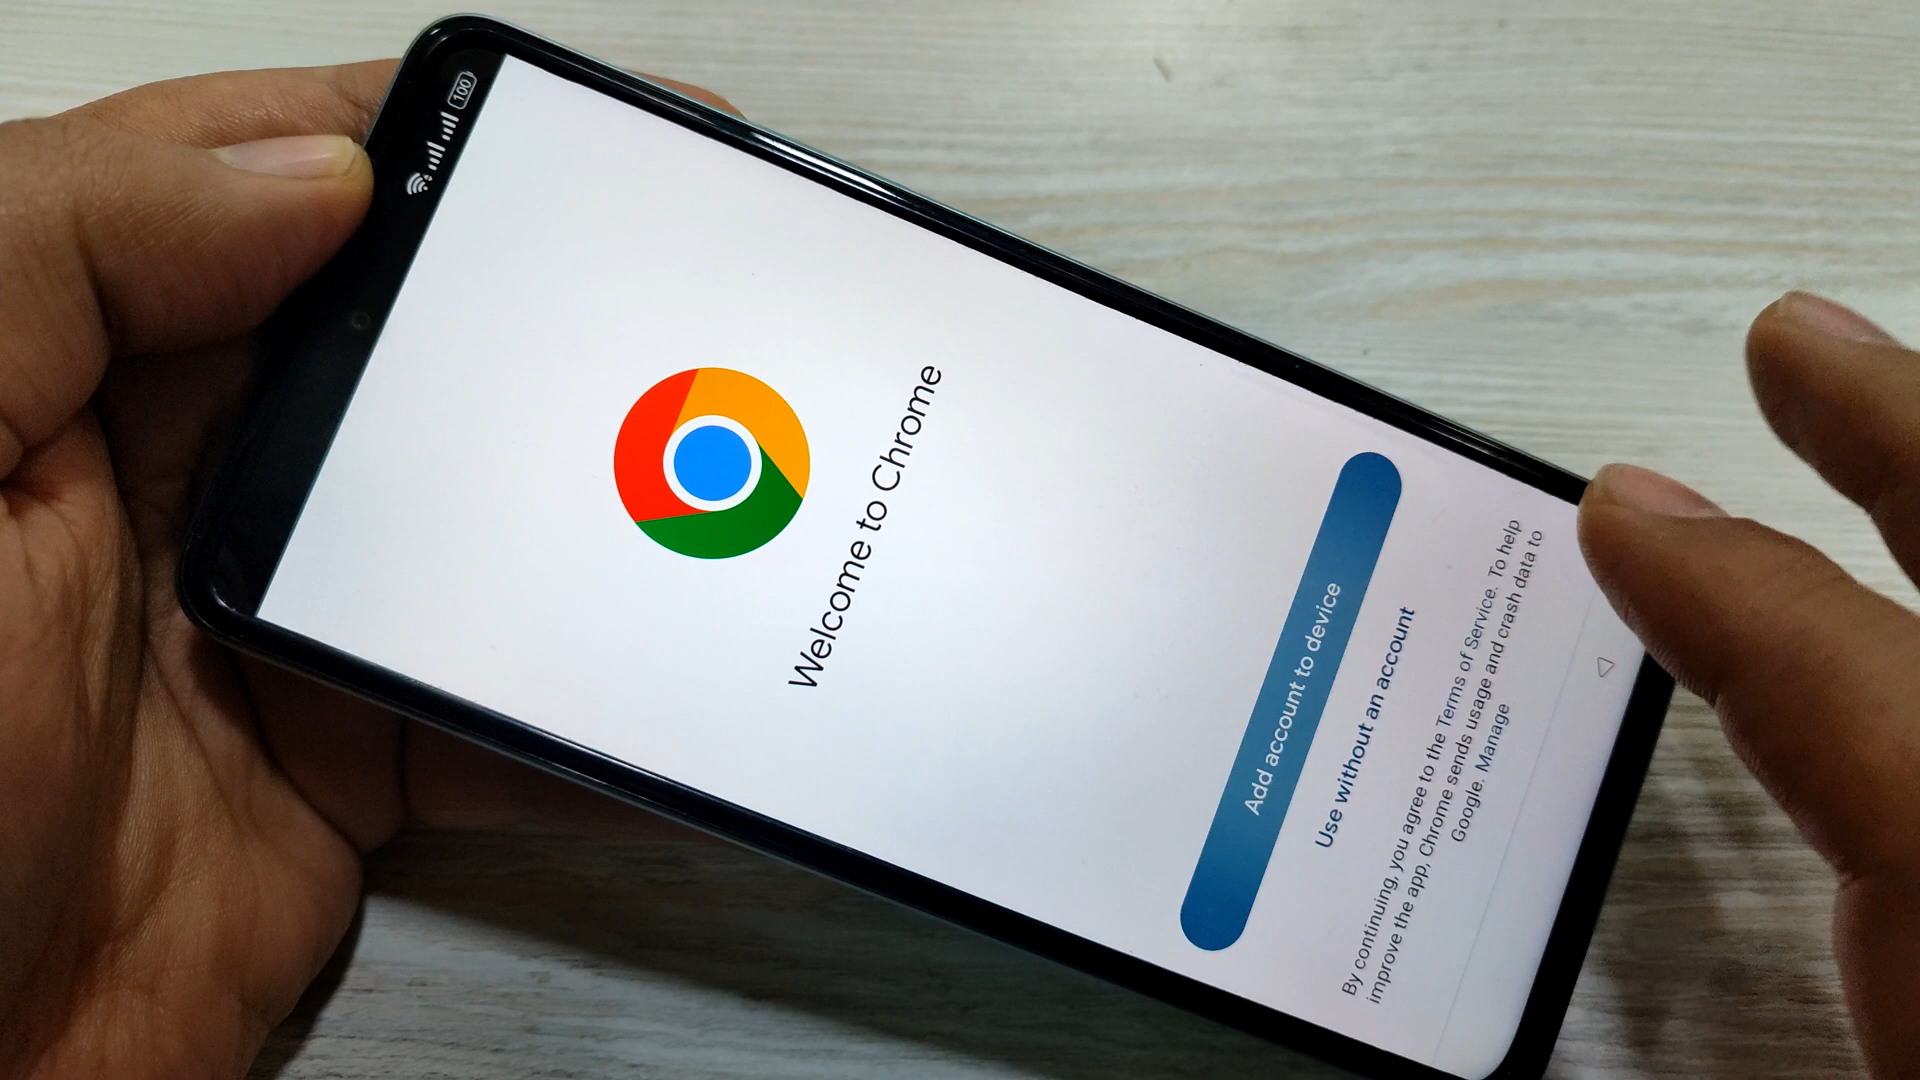 100
Welcome to Chrome
Add account to device
Use without an account
By continuing, you agree to the Terms of Service. To help
improve the app, Chrome sends usage and crash data to
Google. Manage